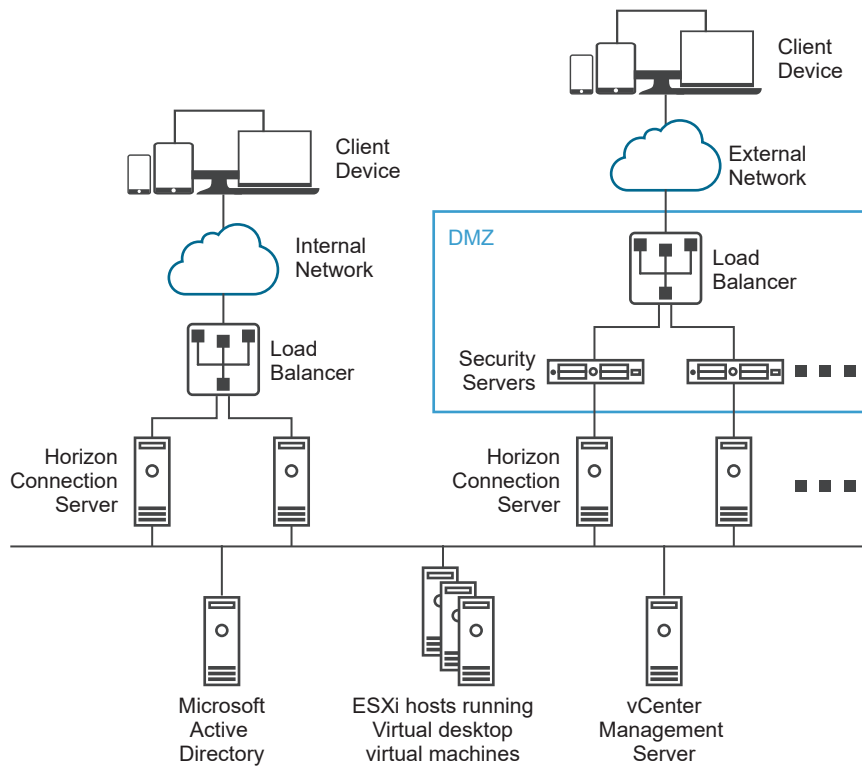 Client
Device
Client
Device
External
Network
Internal
Network
DMZ
Load
Balancer
Load
Balancer
Security
Servers
Horizon
Connection
Server
Horizon
Connection
Server
Microsoft
Active
Directory
ESXi hosts running
Virtual desktop
virtual machines
vCenter
Management
Server